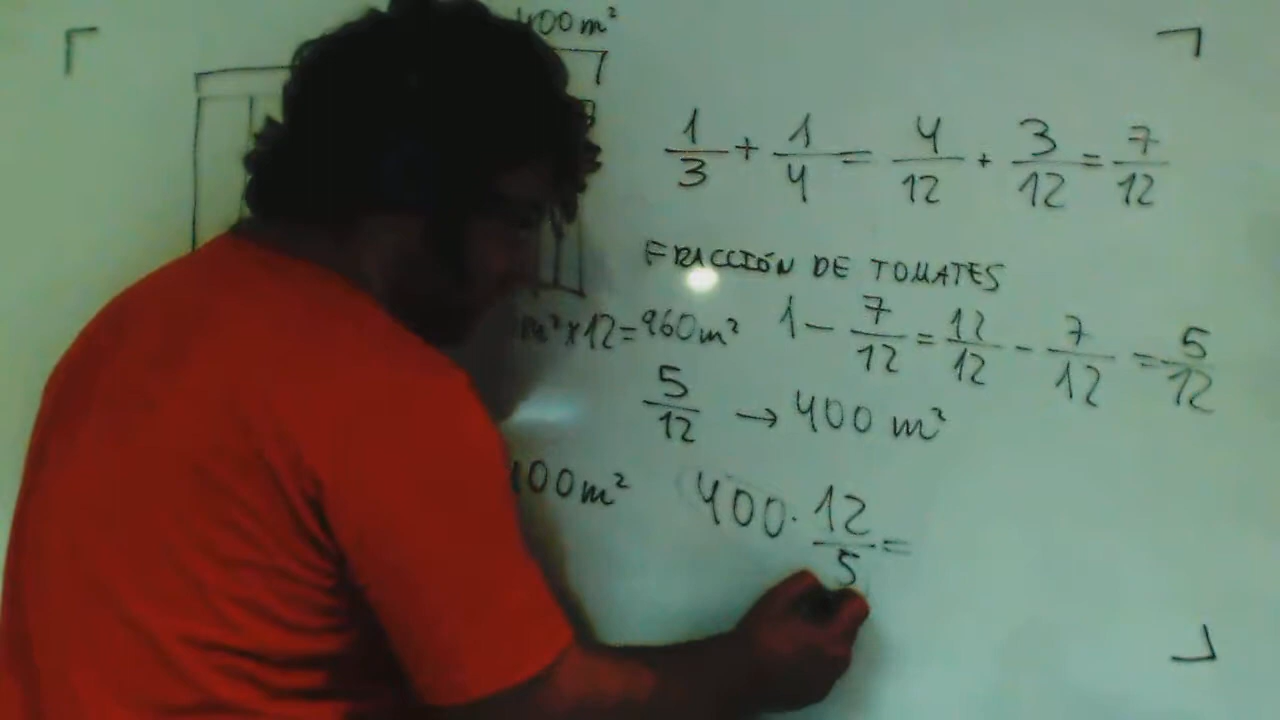 400 m²
1/3 + 1/4 = 4/12 + 3/12 = 7/12
FRACCIÓN DE TOMATES
m² x 12 = 960 m²
1 - 7/12 = 12/12 - 7/12 = 5/12
5/12 → 400 m²
00 m²
400 · 12/5 =